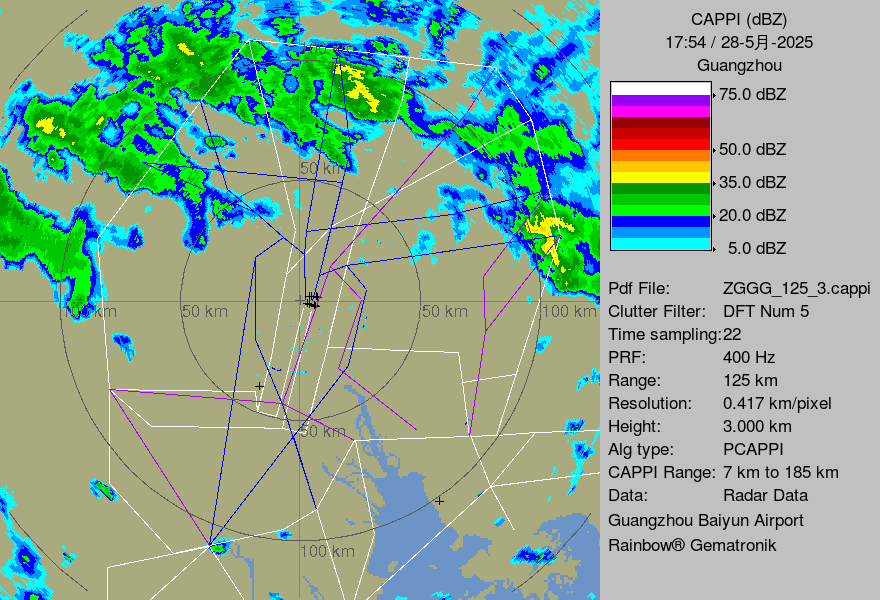 CAPPI (dBZ)
17:54 / 28-5月-2025
Guangzhou
75.0 dBZ
50.0 dBZ
35.0 dBZ
20.0 dBZ
5.0 dBZ
Pdf File: ZGGG_125_3.cappi
Clutter Filter: DFT Num 5
Time sampling:22
PRF: 400 Hz
Range: 125 km
Resolution: 0.417 km/pixel
Height: 3.000 km
Alg type: PCAPPI
CAPPI Range: 7 km to 185 km
Data: Radar Data
Guangzhou Baiyun Airport
Rainbow® Gematronik
50 km
100 km
50 km
50 km
100 km
50 km
100 km